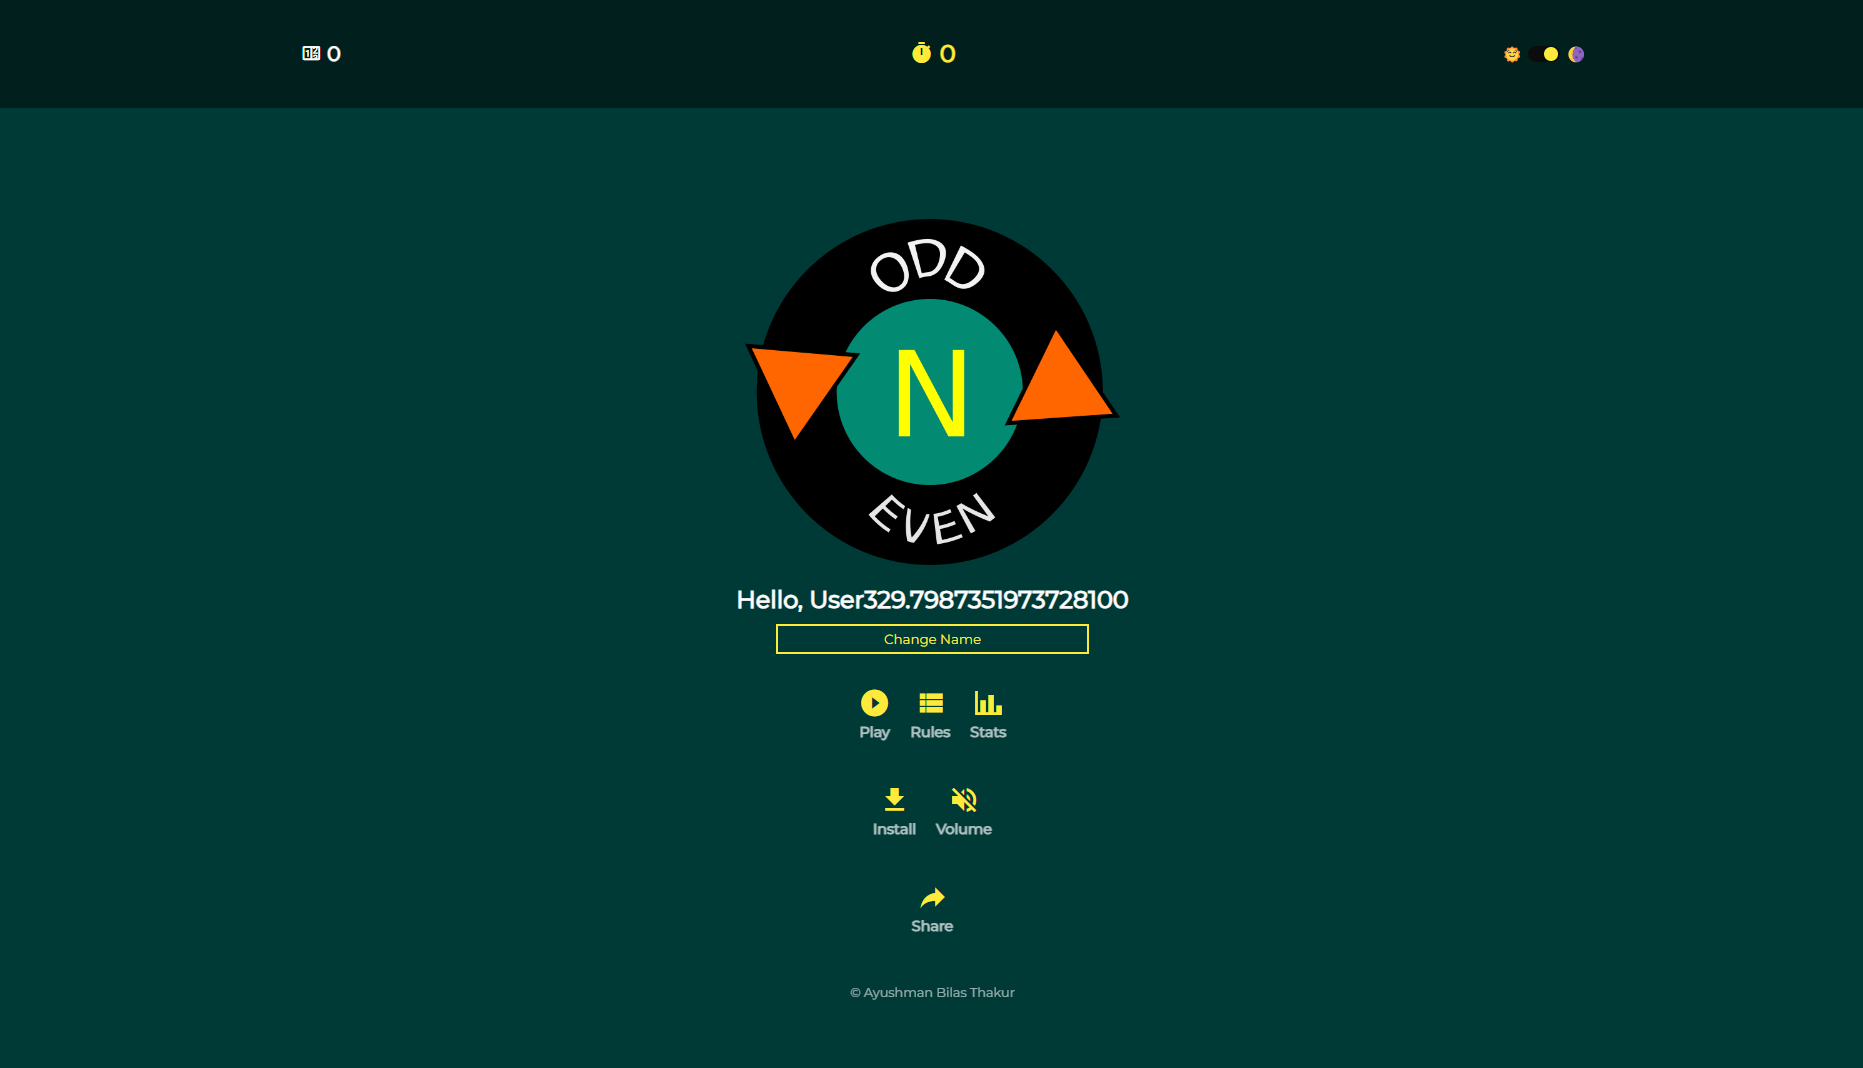 0
0
ODD
N
EVEN
Hello, User329.7987351973728100
Change Name
Play Rules Stats
Install Volume
Share
© Ayushman Bilas Thakur